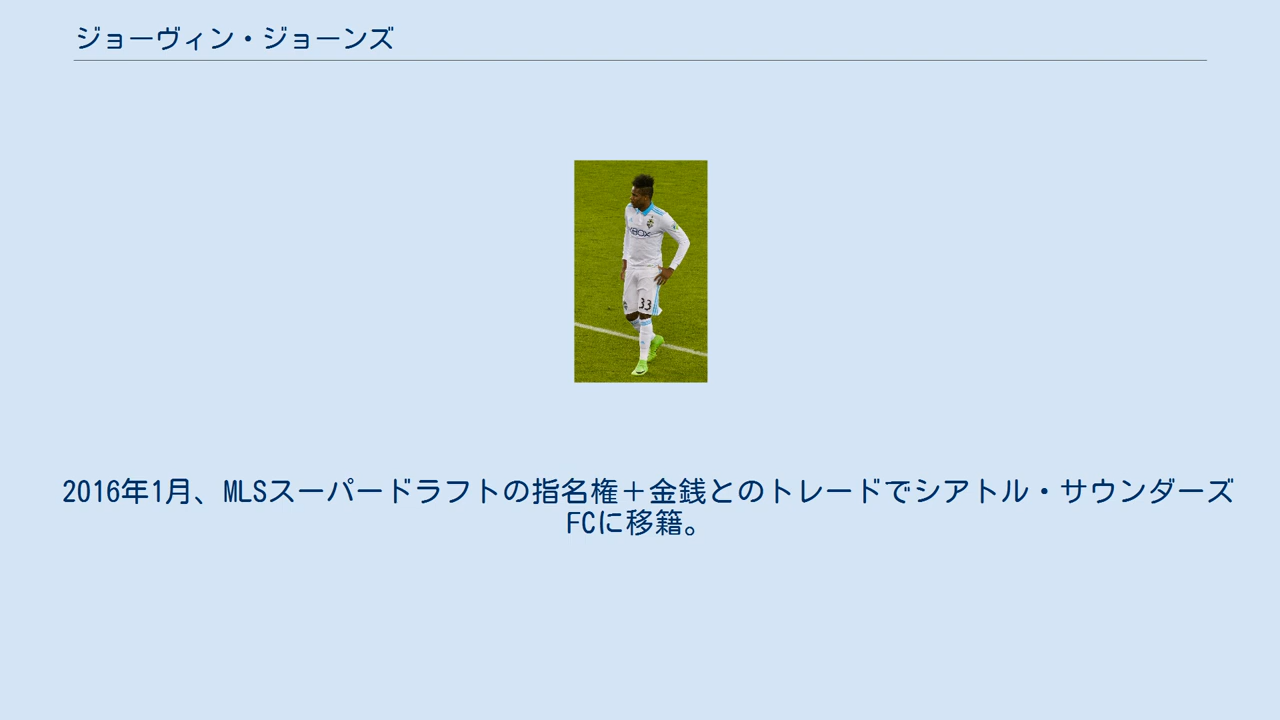 ジョーヴィン・ジョーンズ
XBOX
33
2016年1月、MLSスーパードラフトの指名権＋金銭とのトレードでシアトル・サウンダーズ
FCに移籍。